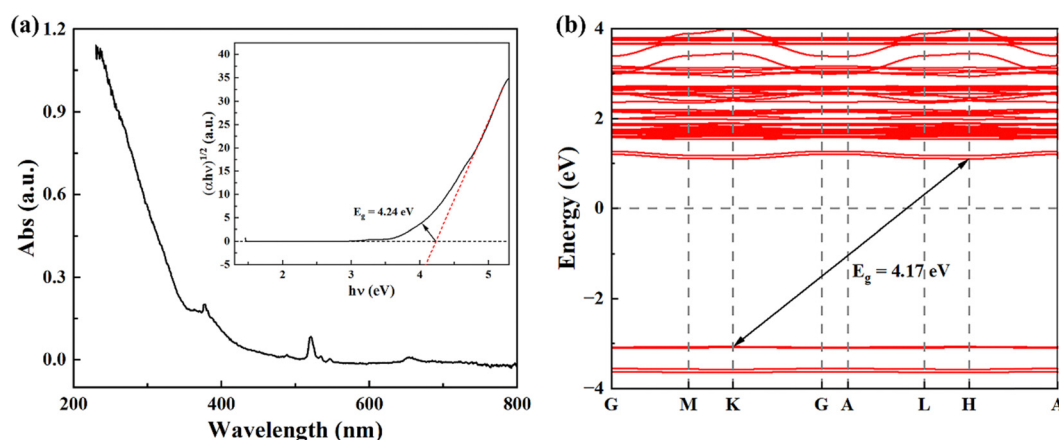 (a)
Abs (a.u.)
1.2
0.9
0.6
0.3
0.0
200
400
600
800
Wavelength (nm)
(αhν)1/2 (a.u.)
40
35
30
25
20
15
10
5
0
-5
2
3
4
5
hν (eV)
Eg = 4.24 eV
(b)
Energy (eV)
4
2
0
−2
−4
Eg = 4.17 eV
G
M
K
G
A
L
H
A